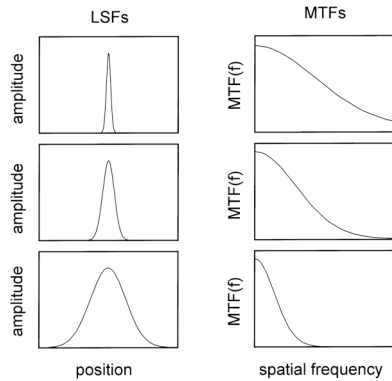 LSFs
MTFs
amplitude
MTF(f)
amplitude
MTF(f)
amplitude
MTF(f)
position
spatial frequency